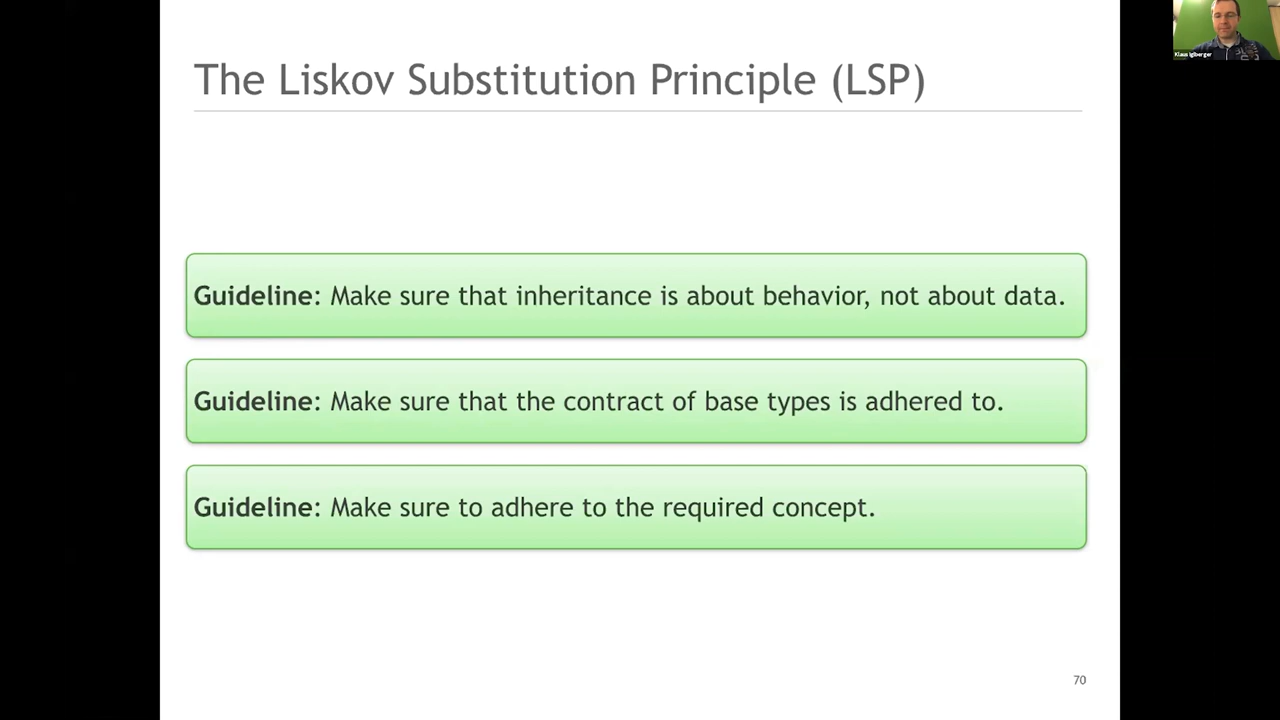 Klaus Iglberger
The Liskov Substitution Principle (LSP)
Guideline: Make sure that inheritance is about behavior, not about data.
Guideline: Make sure that the contract of base types is adhered to.
Guideline: Make sure to adhere to the required concept.
70